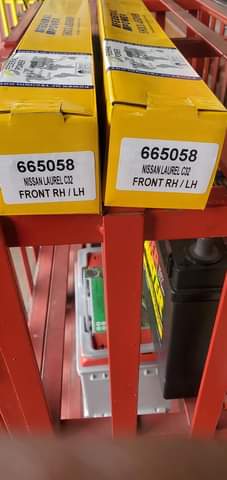 665058
NISSAN LAUREL C32
FRONT RH / LH
665058
NISSAN LAUREL C32
FRONT RH / LH